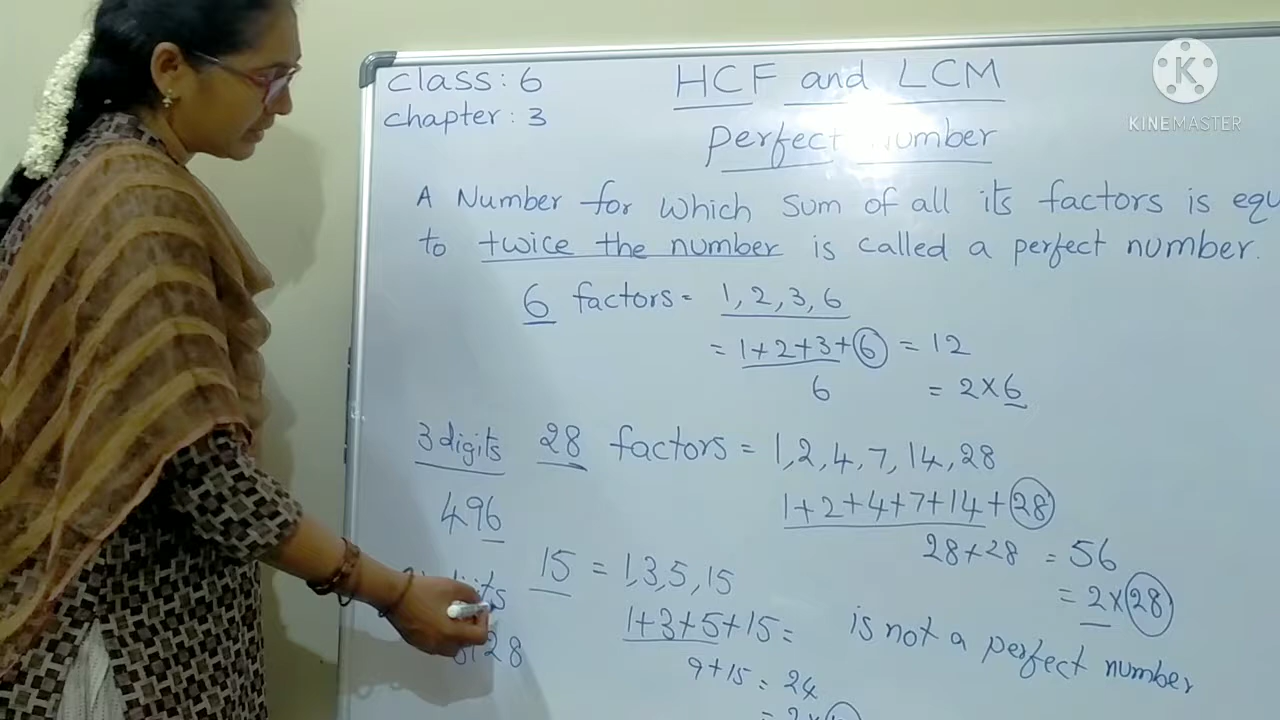 class: 6
HCF and LCM
chapter: 3
perfect Number
A Number for which sum of all its factors is equ
to twice the number is called a perfect number.
6 factors = 1, 2, 3, 6
= 1+2+3+6 = 12
6 = 2×6
3 digits 28 factors = 1,2,4,7,14,28
496
1+2+4+7+14+28
28+28 = 56
= 2×28
15 = 1,3,5,15
1+3+5+15=
is not a perfect number
9+15 = 24
128
K
KINEMASTER